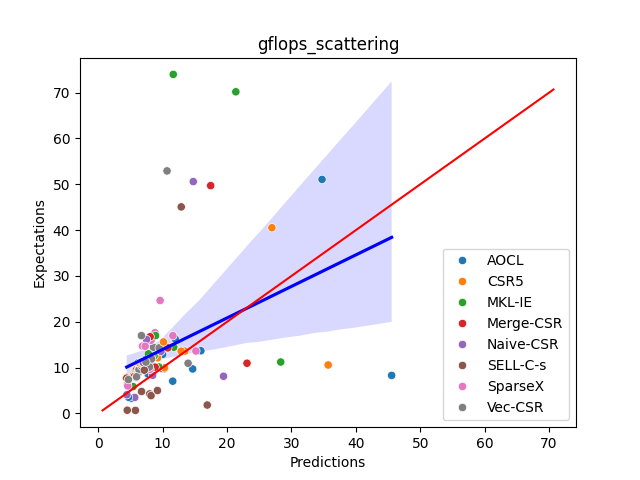 gflops_scattering
70
60
50
40
30
20
10
0
Expectations
0 10 20 30 40 50 60 70
Predictions
AOCL
CSR5
MKL-IE
Merge-CSR
Naive-CSR
SELL-C-s
SparseX
Vec-CSR